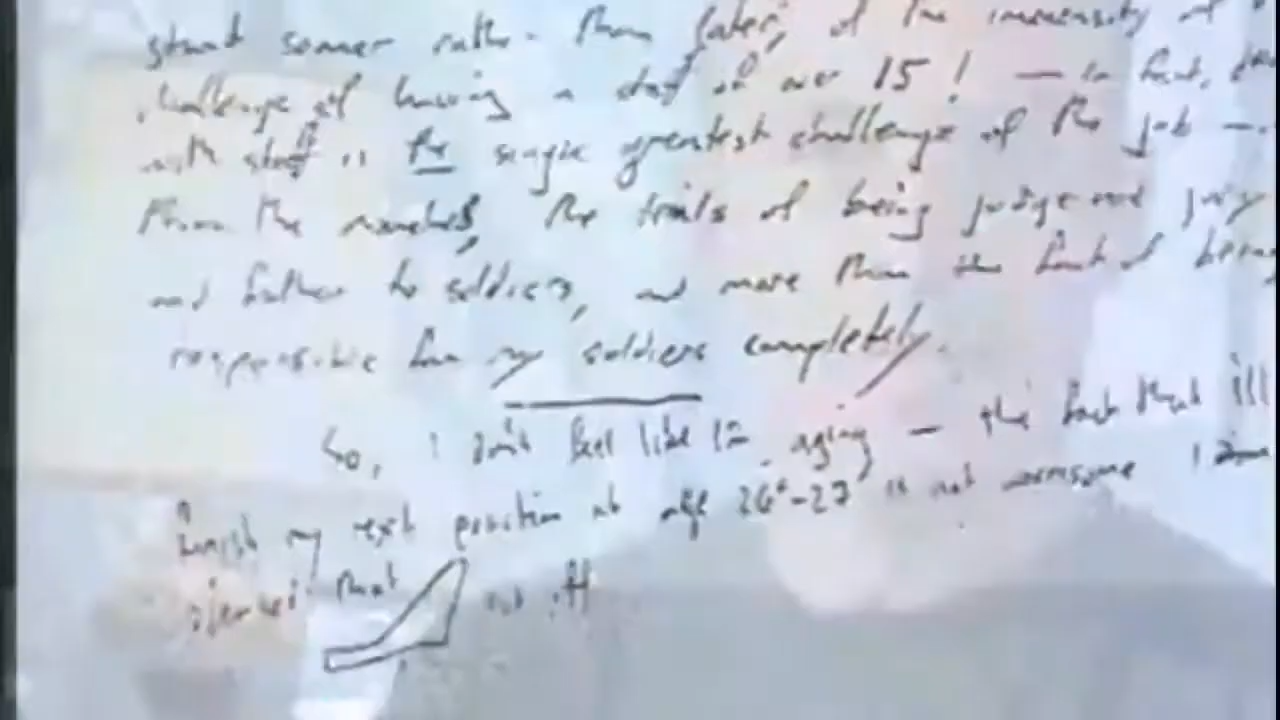 sooner rather than later, of the immensity of
challenge of having a staff of over 15! — In fact,
with staff is the single greatest challenge of the job —
from the the trials of being judge and jury
and father to soldiers, and more than the fact of being
responsible for my soldiers completely.
So, I don't feel like I'm aging — the fact that I'll
finish my next position at age 26-27 is not worrisome I
that off